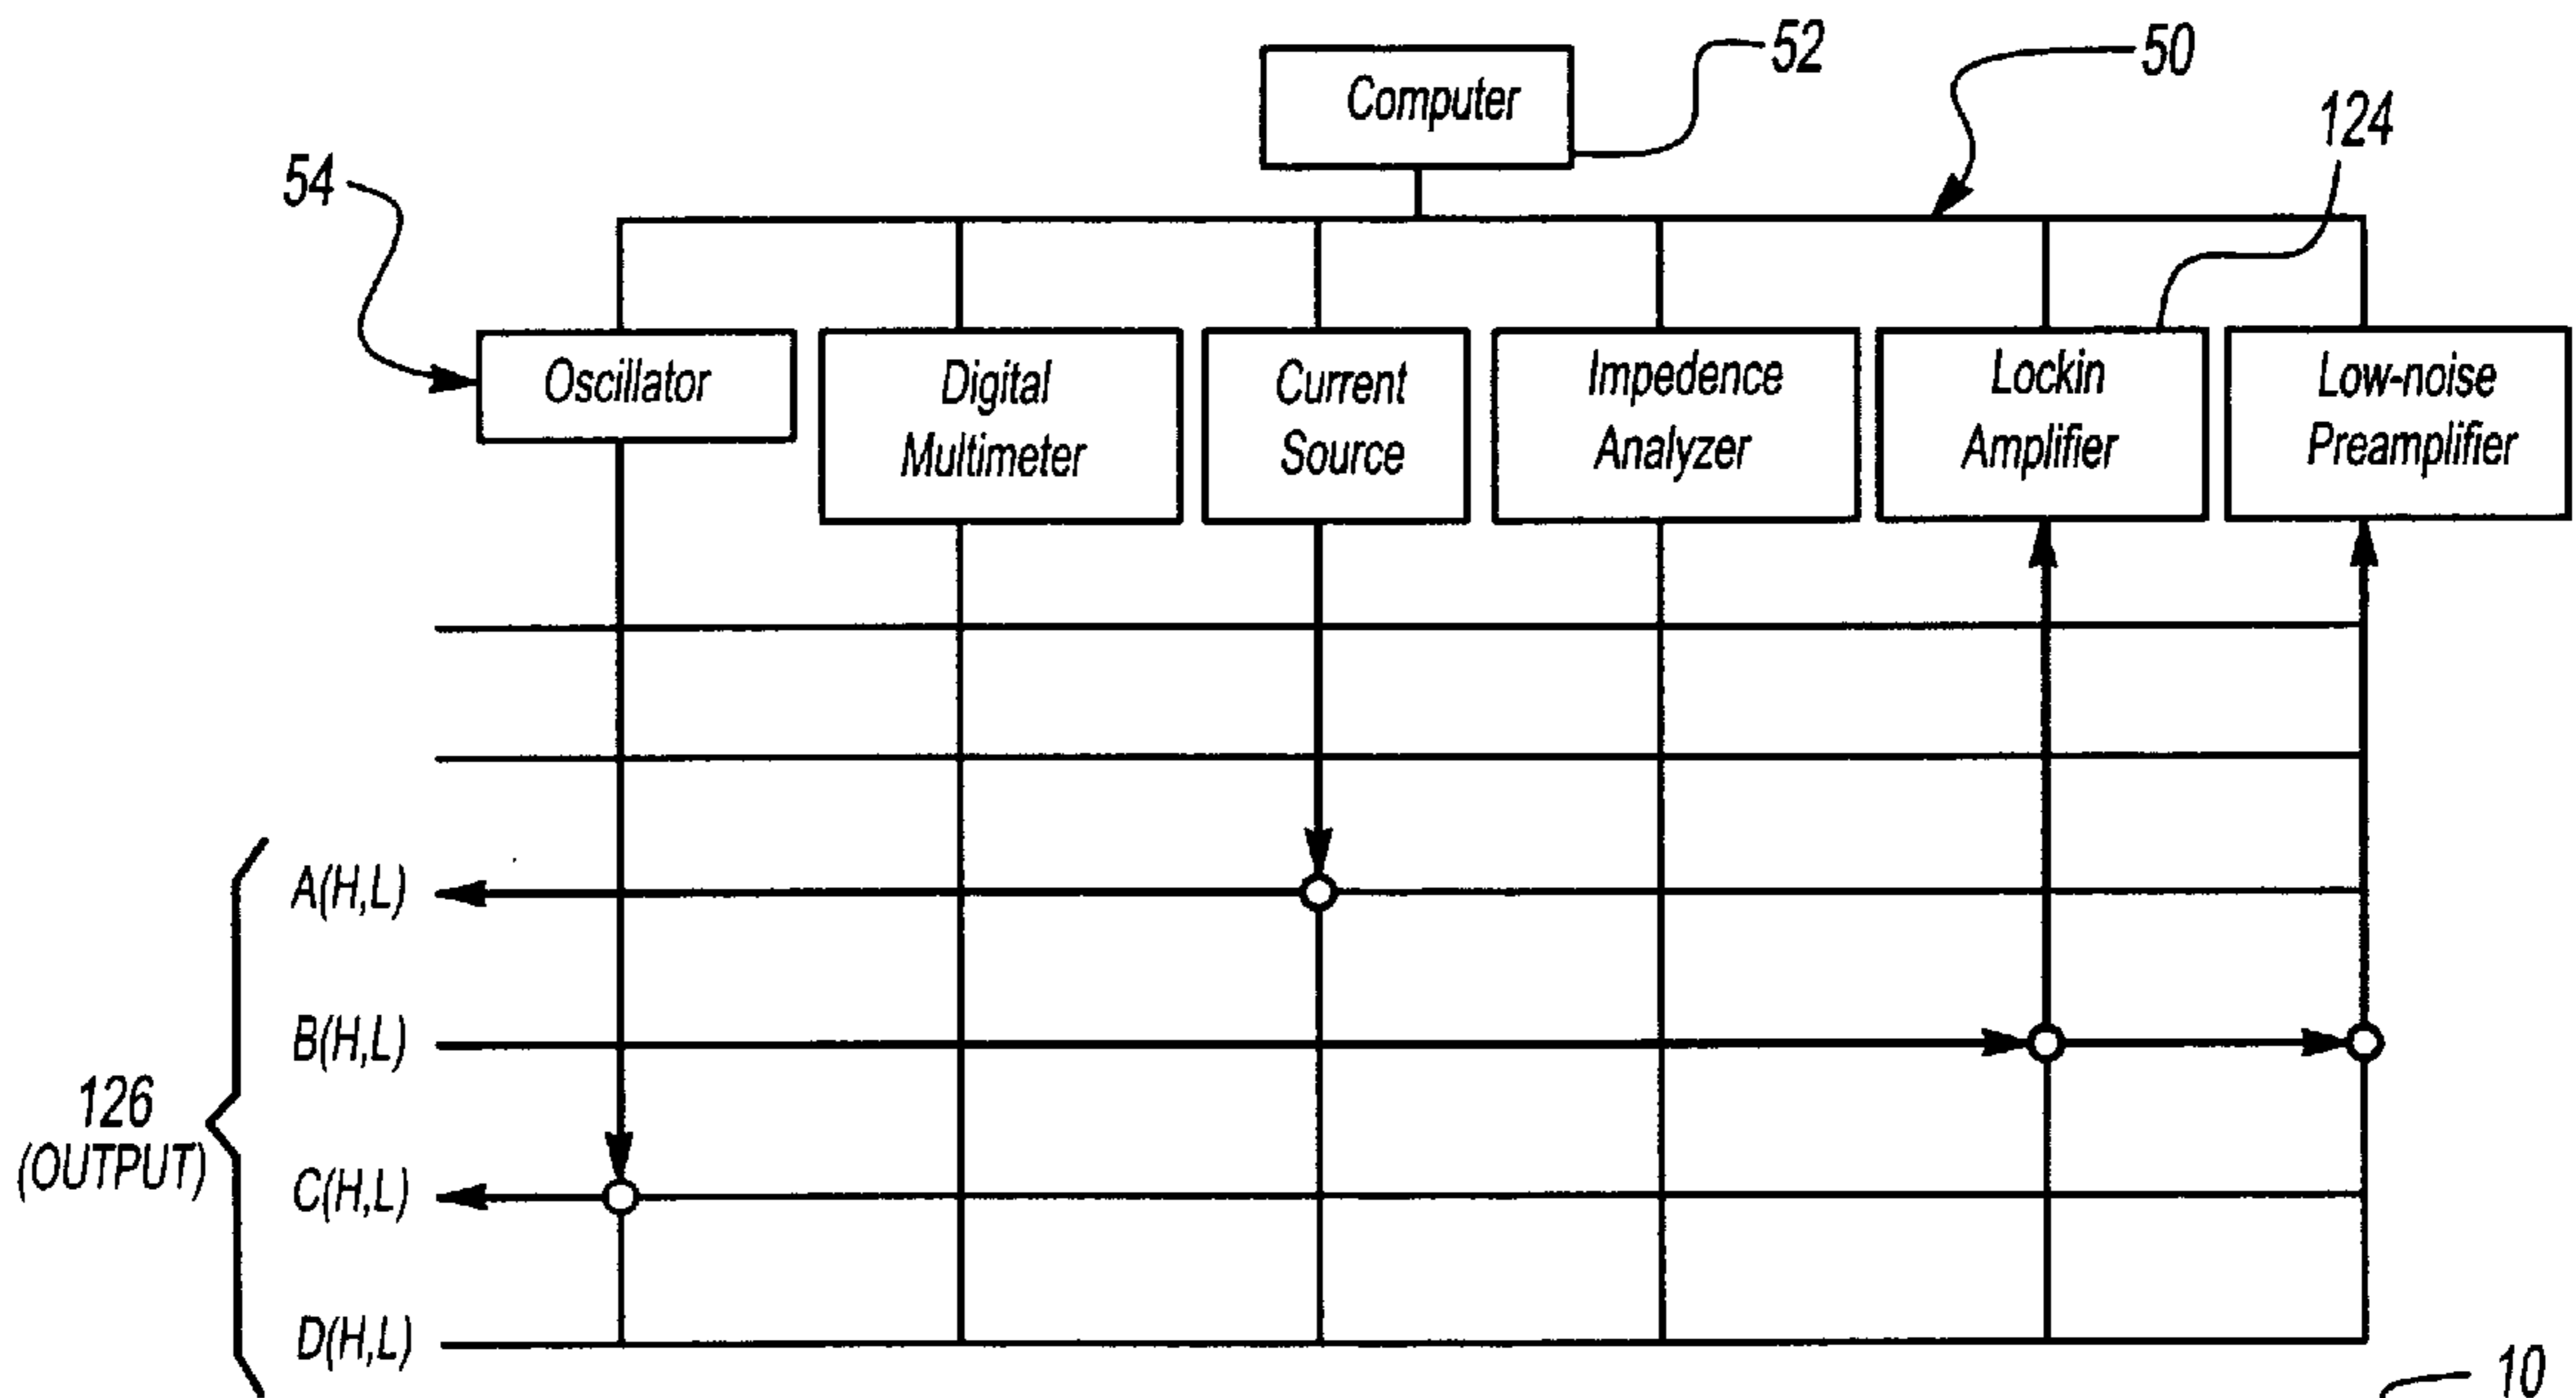 52
50
Computer
124
54
Oscillator
Digital
Multimeter
Current
Source
Impedence
Analyzer
Lockin
Amplifier
Low-noise
Preamplifier
A(H,L)
B(H,L)
126
(OUTPUT)
C(H,L)
D(H,L)
10